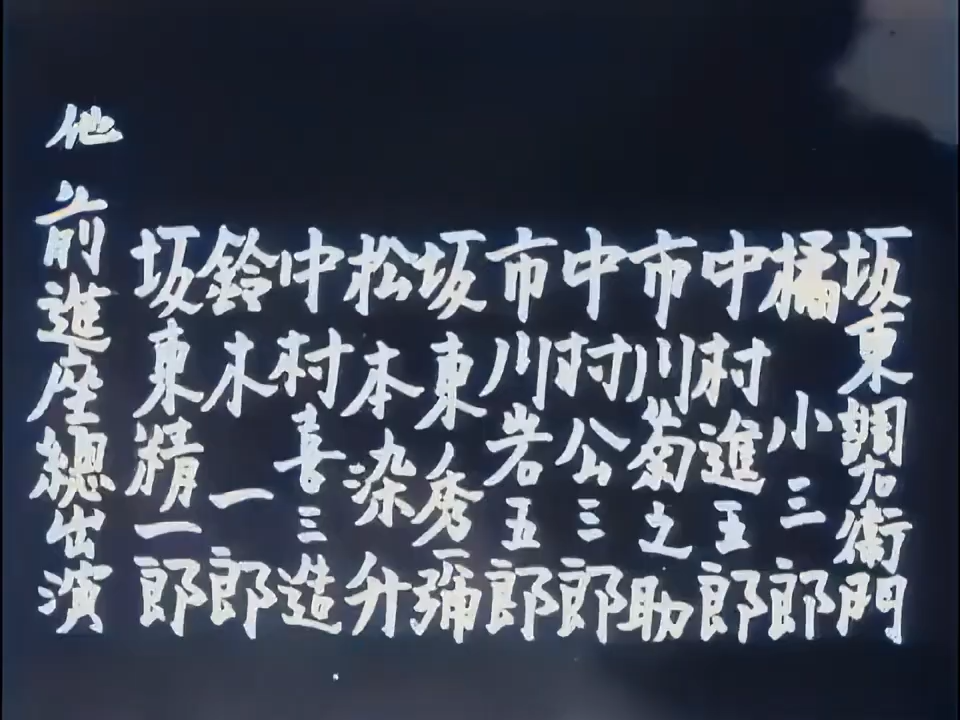 坂東調右衛門
橘小三郎
中村進五郎
市川菊之助
中村公三郎
市川岩五郎
坂東秀彌
松本染升
中村喜三造
鈴木一郎
坂東精一郎
他前進座總出演